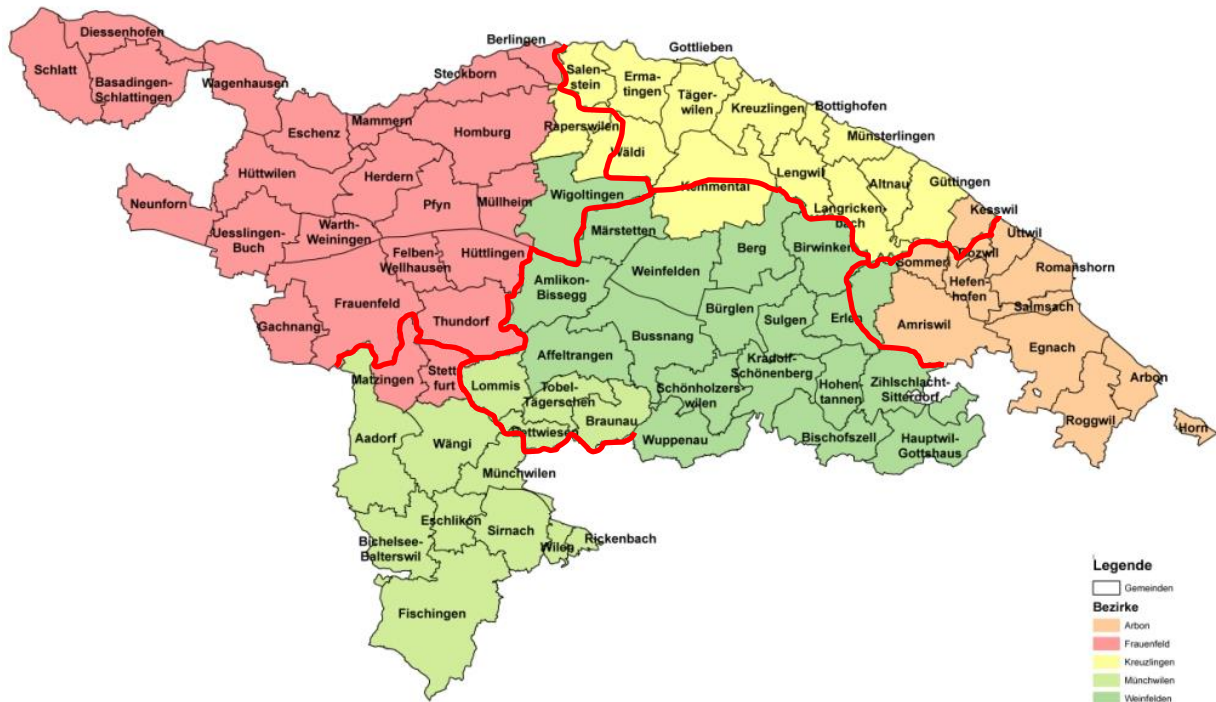 Diessenhofen
Schlatt
Basadingen-
Schlattingen
Wagenhausen
Berlingen
Steckborn
Mammern
Eschenz
Homburg
Hüttwilen
Herdern
Neunforn
Uesslingen-
Buch
Warth-
Weiningen
Pfyn
Müllheim
Felben-
Wellhausen
Hüttlingen
Frauenfeld
Gachnang
Thundorf
Matzingen
Stett-
furt
Gottlieben
Salen-
stein
Erma-
tingen
Täger-
wilen
Kreuzlingen
Bottighofen
Raperswilen
Wäldi
Münsterlingen
Kemmental
Lengwil
Altnau
Güttingen
Langricken-
bach
Kesswil
Wigoltingen
Märstetten
Berg
Birwinken
Amlikon-
Bissegg
Weinfelden
Bürglen
Sulgen
Erlen
Bussnang
Affeltrangen
Kradolf-
Schönenberg
Schönholzers-
wilen
Hohen-
tannen
Zihlschlacht-
Sitterdorf
Wuppenau
Bischofszell
Hauptwil-
Gottshaus
Uttwil
Dozwil
Sommeri
Hefen-
hofen
Romanshorn
Salmsach
Amriswil
Egnach
Arbon
Roggwil
Horn
Lommis
Tobel-
Tägerschen
Braunau
Bettwiesen
Aadorf
Wängi
Münchwilen
Eschlikon
Sirnach
Bichelsee-
Balterswil
Wilen
Rickenbach
Fischingen
Legende
Gemeinden
Bezirke
Arbon
Frauenfeld
Kreuzlingen
Münchwilen
Weinfelden